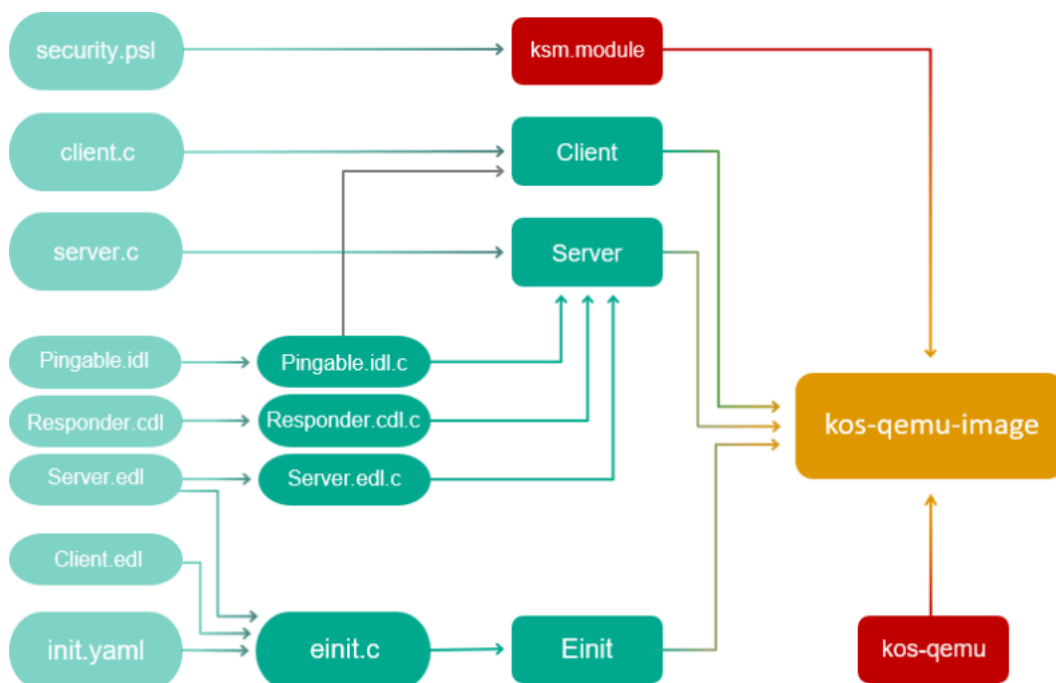 security.psl
ksm.module
client.c
Client
server.c
Server
Pingable.idl
Pingable.idl.c
Responder.cdl
Responder.cdl.c
kos-qemu-image
Server.edl
Server.edl.c
Client.edl
init.yaml
einit.c
Einit
kos-qemu